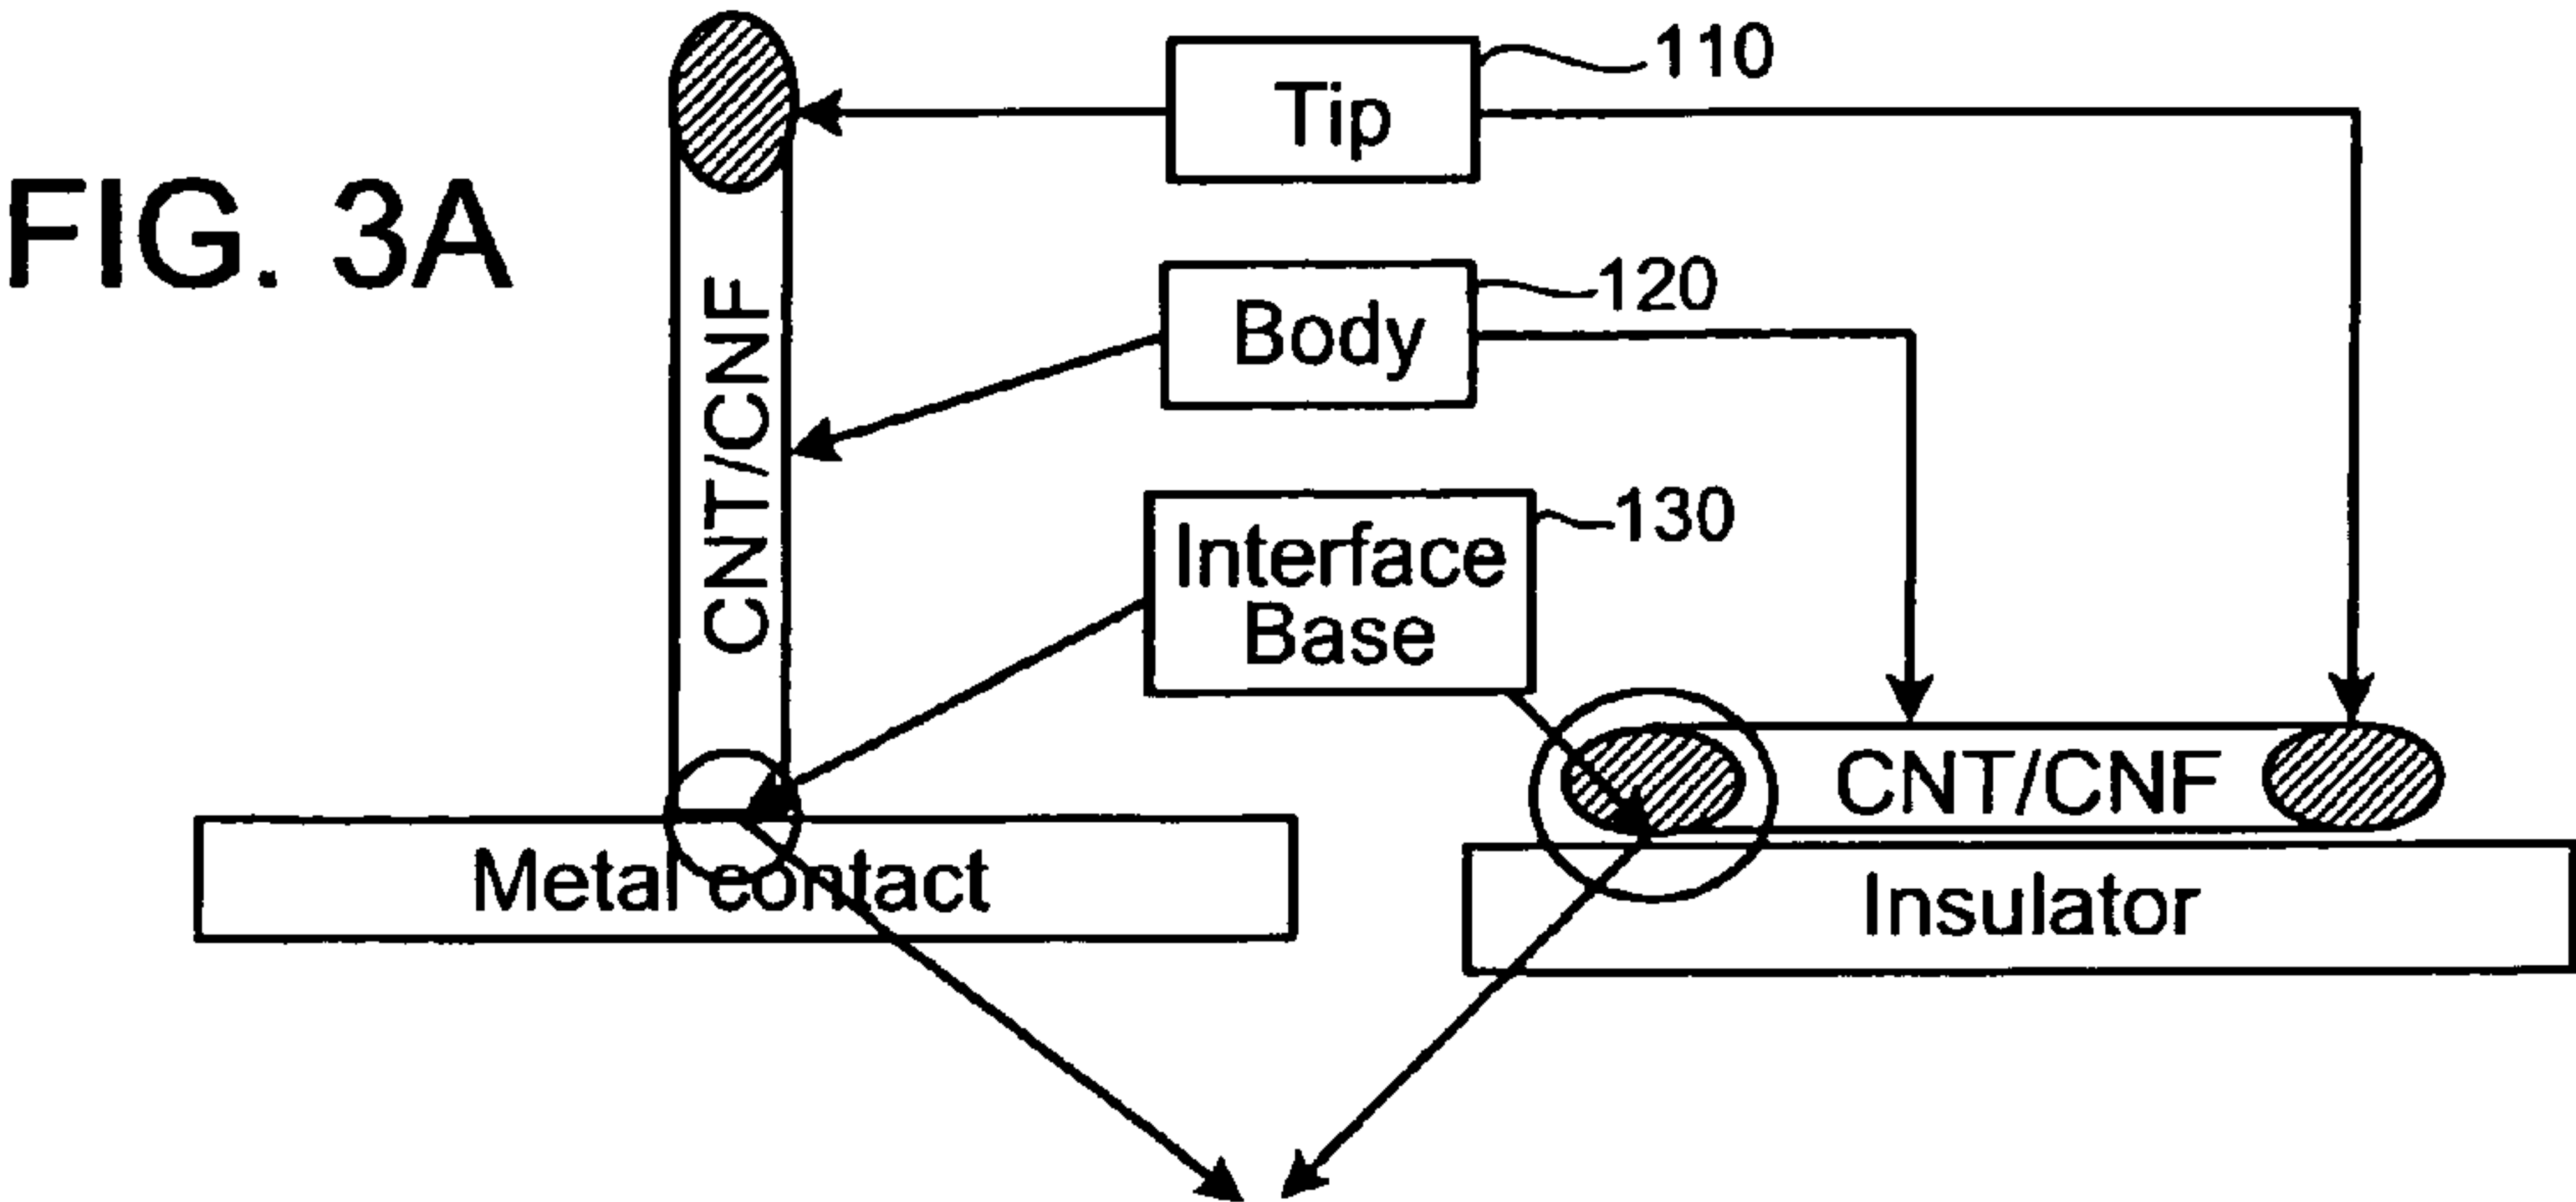 110
Tip
FIG. 3A
120
Body
CNT/CNF
130
Interface
Base
CNT/CNF
Metal contact
Insulator